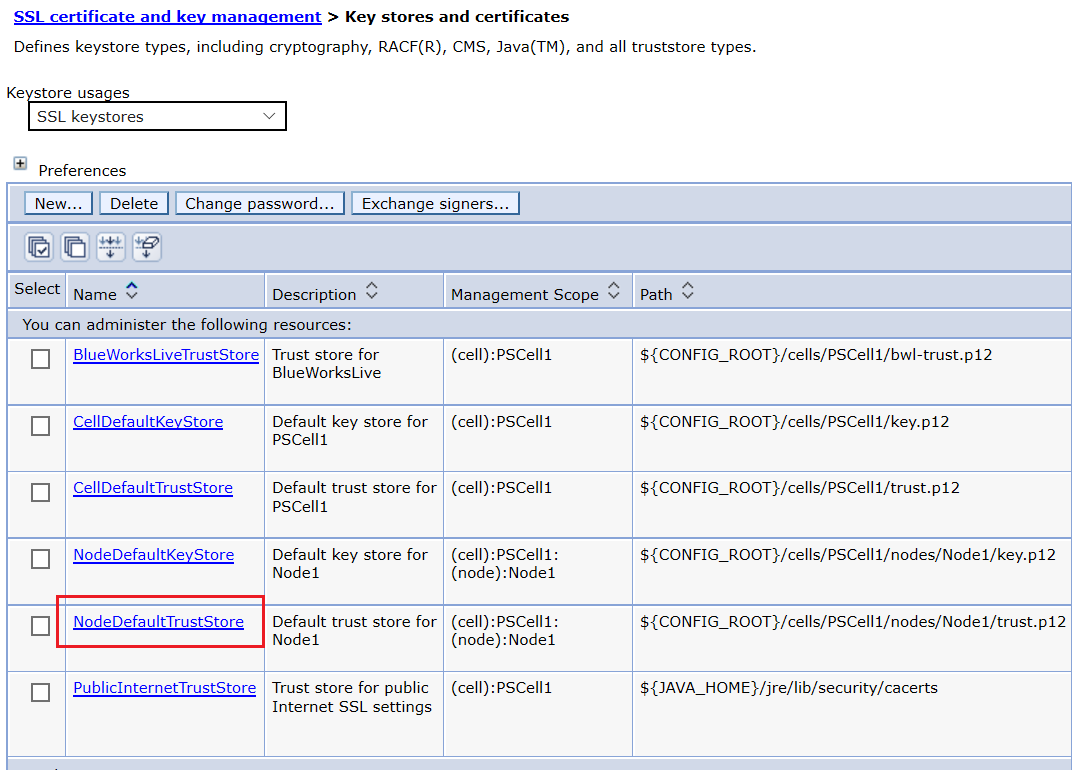 SSL certificate and key management > Key stores and certificates
Defines keystore types, including cryptography, RACF(R), CMS, Java(TM), and all truststore types.
Keystore usages
SSL keystores
Preferences
New... Delete Change password... Exchange signers...
Select Name Description Management Scope Path
You can administer the following resources:
BlueWorksLiveTrustStore Trust store for (cell):PSCell1 ${CONFIG_ROOT}/cells/PSCell1/bwl-trust.p12
BlueWorksLive
CellDefaultKeyStore Default key store for (cell):PSCell1 ${CONFIG_ROOT}/cells/PSCell1/key.p12
PSCell1
CellDefaultTrustStore Default trust store for (cell):PSCell1 ${CONFIG_ROOT}/cells/PSCell1/trust.p12
PSCell1
NodeDefaultKeyStore Default key store for (cell):PSCell1: ${CONFIG_ROOT}/cells/PSCell1/nodes/Node1/key.p12
Node1 (node):Node1
NodeDefaultTrustStore Default trust store for (cell):PSCell1: ${CONFIG_ROOT}/cells/PSCell1/nodes/Node1/trust.p12
Node1 (node):Node1
PublicInternetTrustStore Trust store for public (cell):PSCell1 ${JAVA_HOME}/jre/lib/security/cacerts
Internet SSL settings